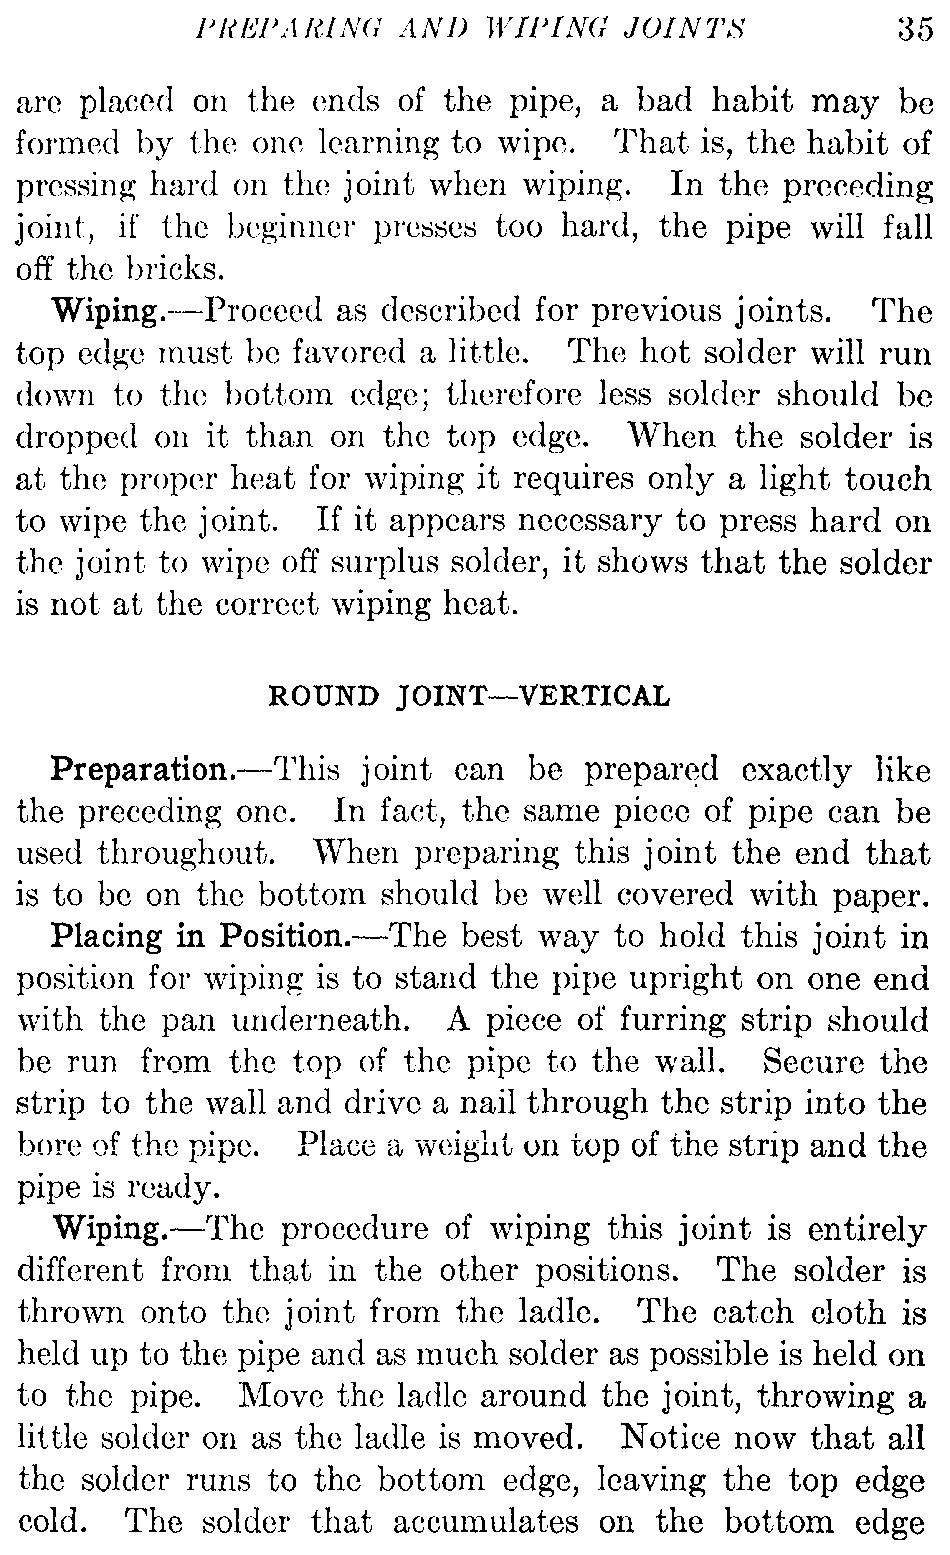 PREPARING AND WIPING JOINTS 35
are placed on the ends of the pipe, a bad habit may be
formed by the one learning to wipe. That is, the habit of
pressing hard on the joint when wiping. In the preceding
joint, if the beginner presses too hard, the pipe will fall
off the bricks.
Wiping.—Proceed as described for previous joints. The
top edge must be favored a little. The hot solder will run
down to the bottom edge; therefore less solder should be
dropped on it than on the top edge. When the solder is
at the proper heat for wiping it requires only a light touch
to wipe the joint. If it appears necessary to press hard on
the joint to wipe off surplus solder, it shows that the solder
is not at the correct wiping heat.
ROUND JOINT—VERTICAL
Preparation.—This joint can be prepared exactly like
the preceding one. In fact, the same piece of pipe can be
used throughout. When preparing this joint the end that
is to be on the bottom should be well covered with paper.
Placing in Position.—The best way to hold this joint in
position for wiping is to stand the pipe upright on one end
with the pan underneath. A piece of furring strip should
be run from the top of the pipe to the wall. Secure the
strip to the wall and drive a nail through the strip into the
bore of the pipe. Place a weight on top of the strip and the
pipe is ready.
Wiping.—The procedure of wiping this joint is entirely
different from that in the other positions. The solder is
thrown onto the joint from the ladle. The catch cloth is
held up to the pipe and as much solder as possible is held on
to the pipe. Move the ladle around the joint, throwing a
little solder on as the ladle is moved. Notice now that all
the solder runs to the bottom edge, leaving the top edge
cold. The solder that accumulates on the bottom edge